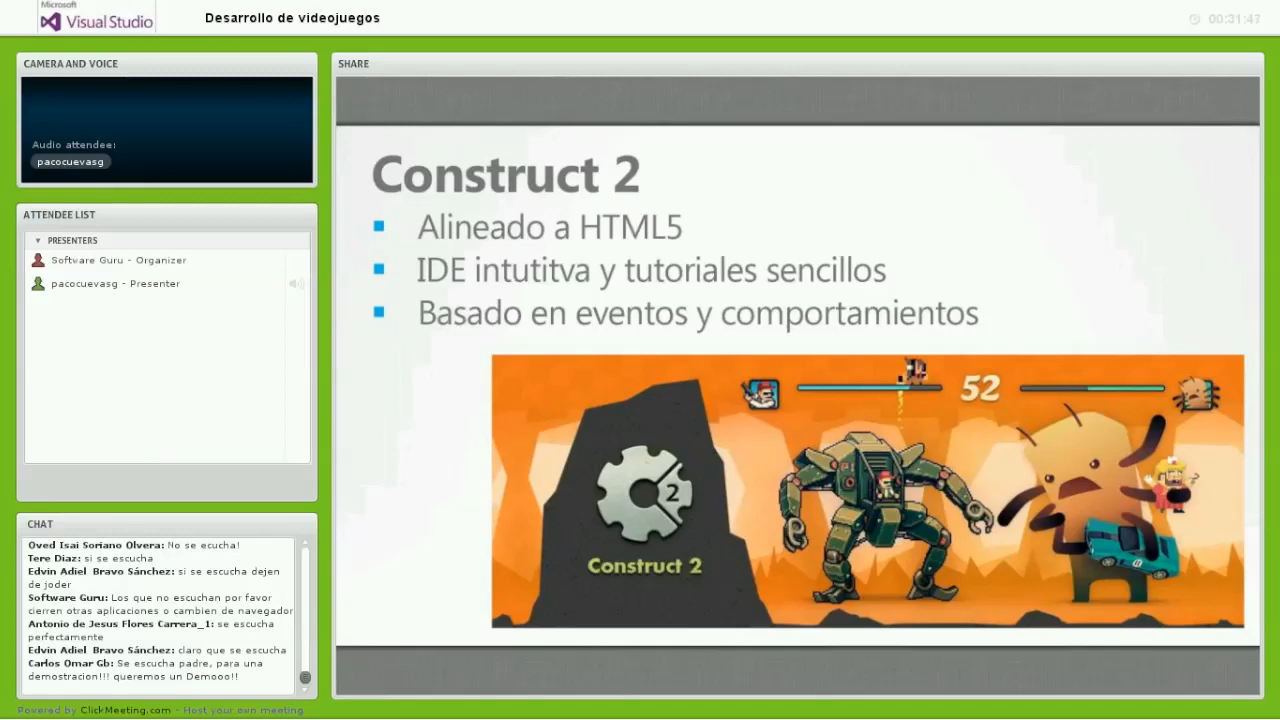 Microsoft
Visual Studio
Desarrollo de videojuegos
00:31:47
CAMERA AND VOICE
Audio attendee:
pacocuevasg
ATTENDEE LIST
PRESENTERS
Software Guru - Organizer
pacocuevasg - Presenter
CHAT
Oved Isai Soriano Olvera: No se ecucha!
Tere Diaz: si se escucha
Edvin Adiel Bravo Sánchez: si se escucha dejen
de joder
Software Guru: Los que no escuchan por favor
cierren otras aplicaciones o cambien de navegador
Antonio de Jesus Flores Carrera_1: se escucha
perfectamente
Edvin Adiel Bravo Sánchez: claro que se escucha
Carlos Omar Gb: Se escucha padre, para una
demostracion!!! queremos un Demooo!!
Powered by ClickMeeting.com - Host your own meeting
SHARE
Construct 2
Alineado a HTML5
IDE intutitva y tutoriales sencillos
Basado en eventos y comportamientos
52
2
Construct 2